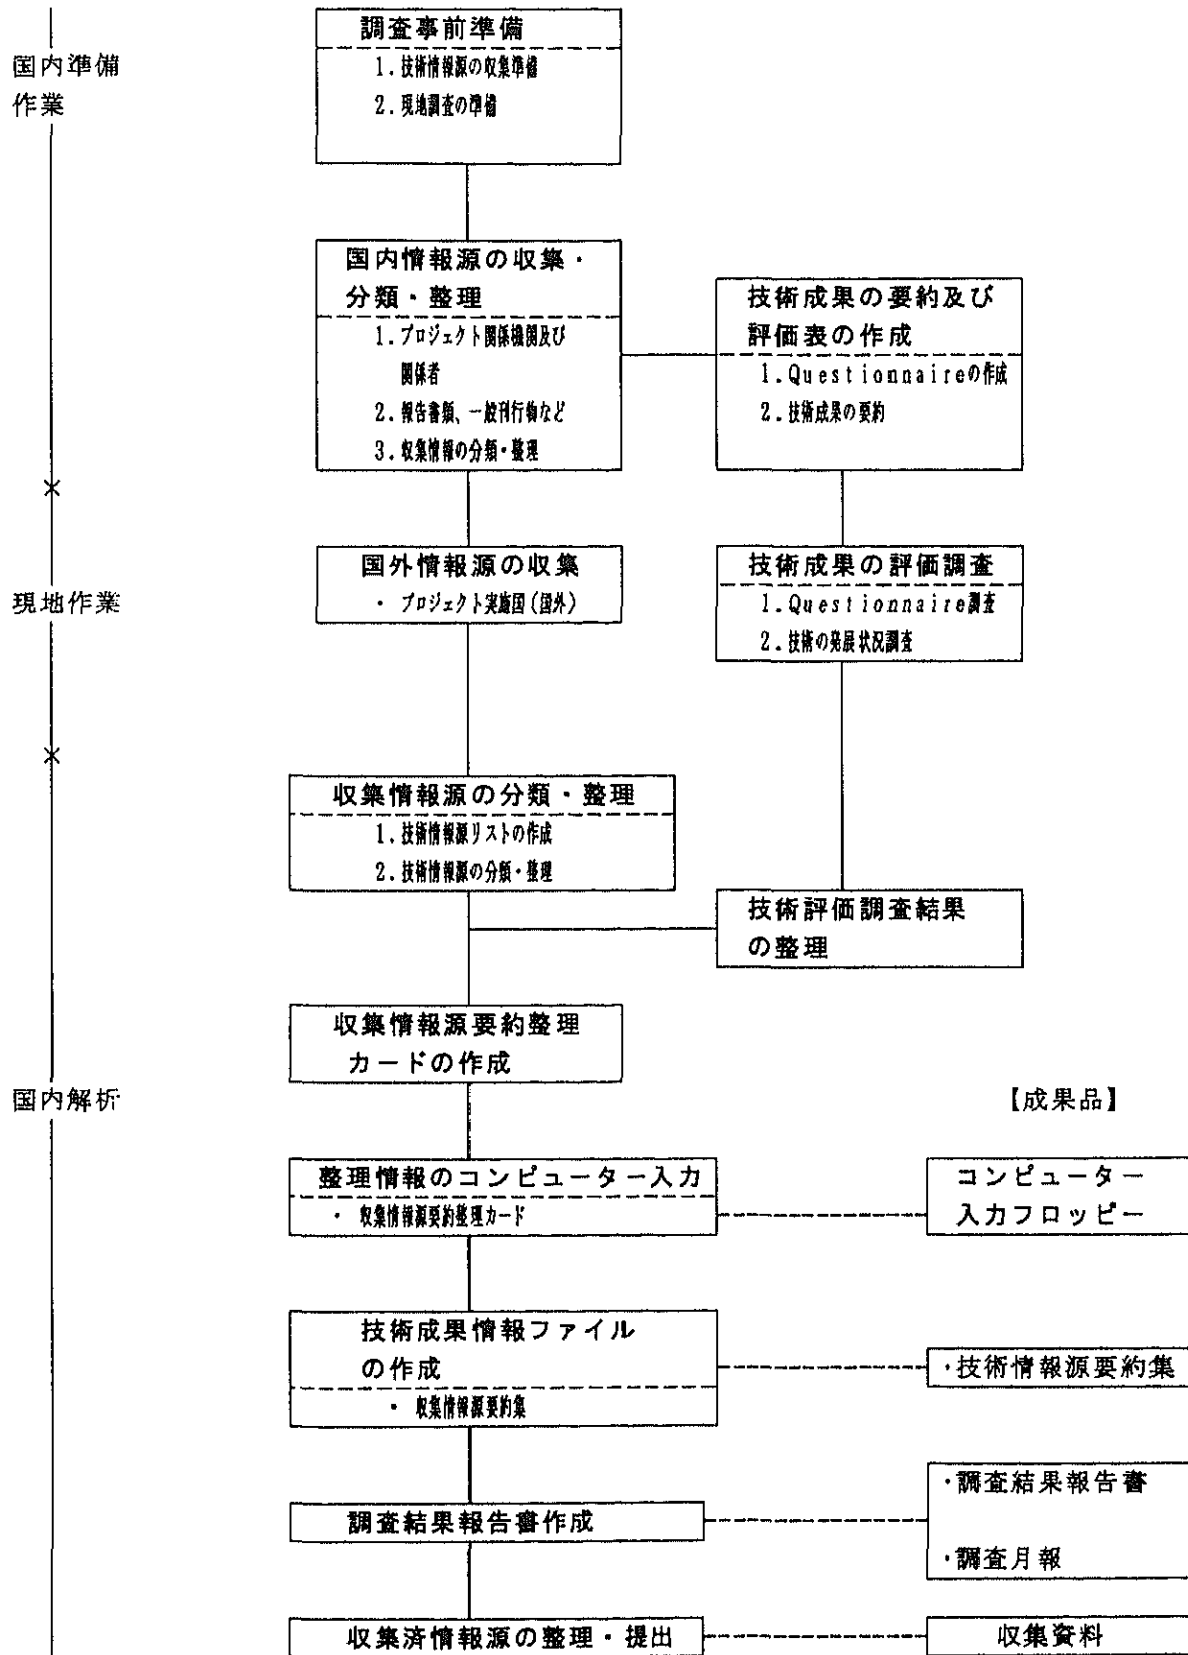 国内準備
作業
調査事前準備
1. 技術情報源の収集準備
2. 現地調査の準備
国内情報源の収集・
分類・整理
1. プロジェクト関係機関及び
関係者
2. 報告書類、一般刊行物など
3. 収集情報の分類・整理
技術成果の要約及び
評価表の作成
1. Questionnaireの作成
2. 技術成果の要約
現地作業
国外情報源の収集
・ プロジェクト実施国(国外)
技術成果の評価調査
1. Questionnaire調査
2. 技術の発展状況調査
収集情報源の分類・整理
1. 技術情報源リストの作成
2. 技術情報源の分類・整理
技術評価調査結果
の整理
収集情報源要約整理
カードの作成
国内解析
【成果品】
整理情報のコンピューター入力
・ 収集情報源要約整理カード
コンピューター
入力フロッピー
技術成果情報ファイル
の作成
・ 収集情報源要約集
・技術情報源要約集
調査結果報告書作成
・調査結果報告書
・調査月報
収集済情報源の整理・提出
収集資料